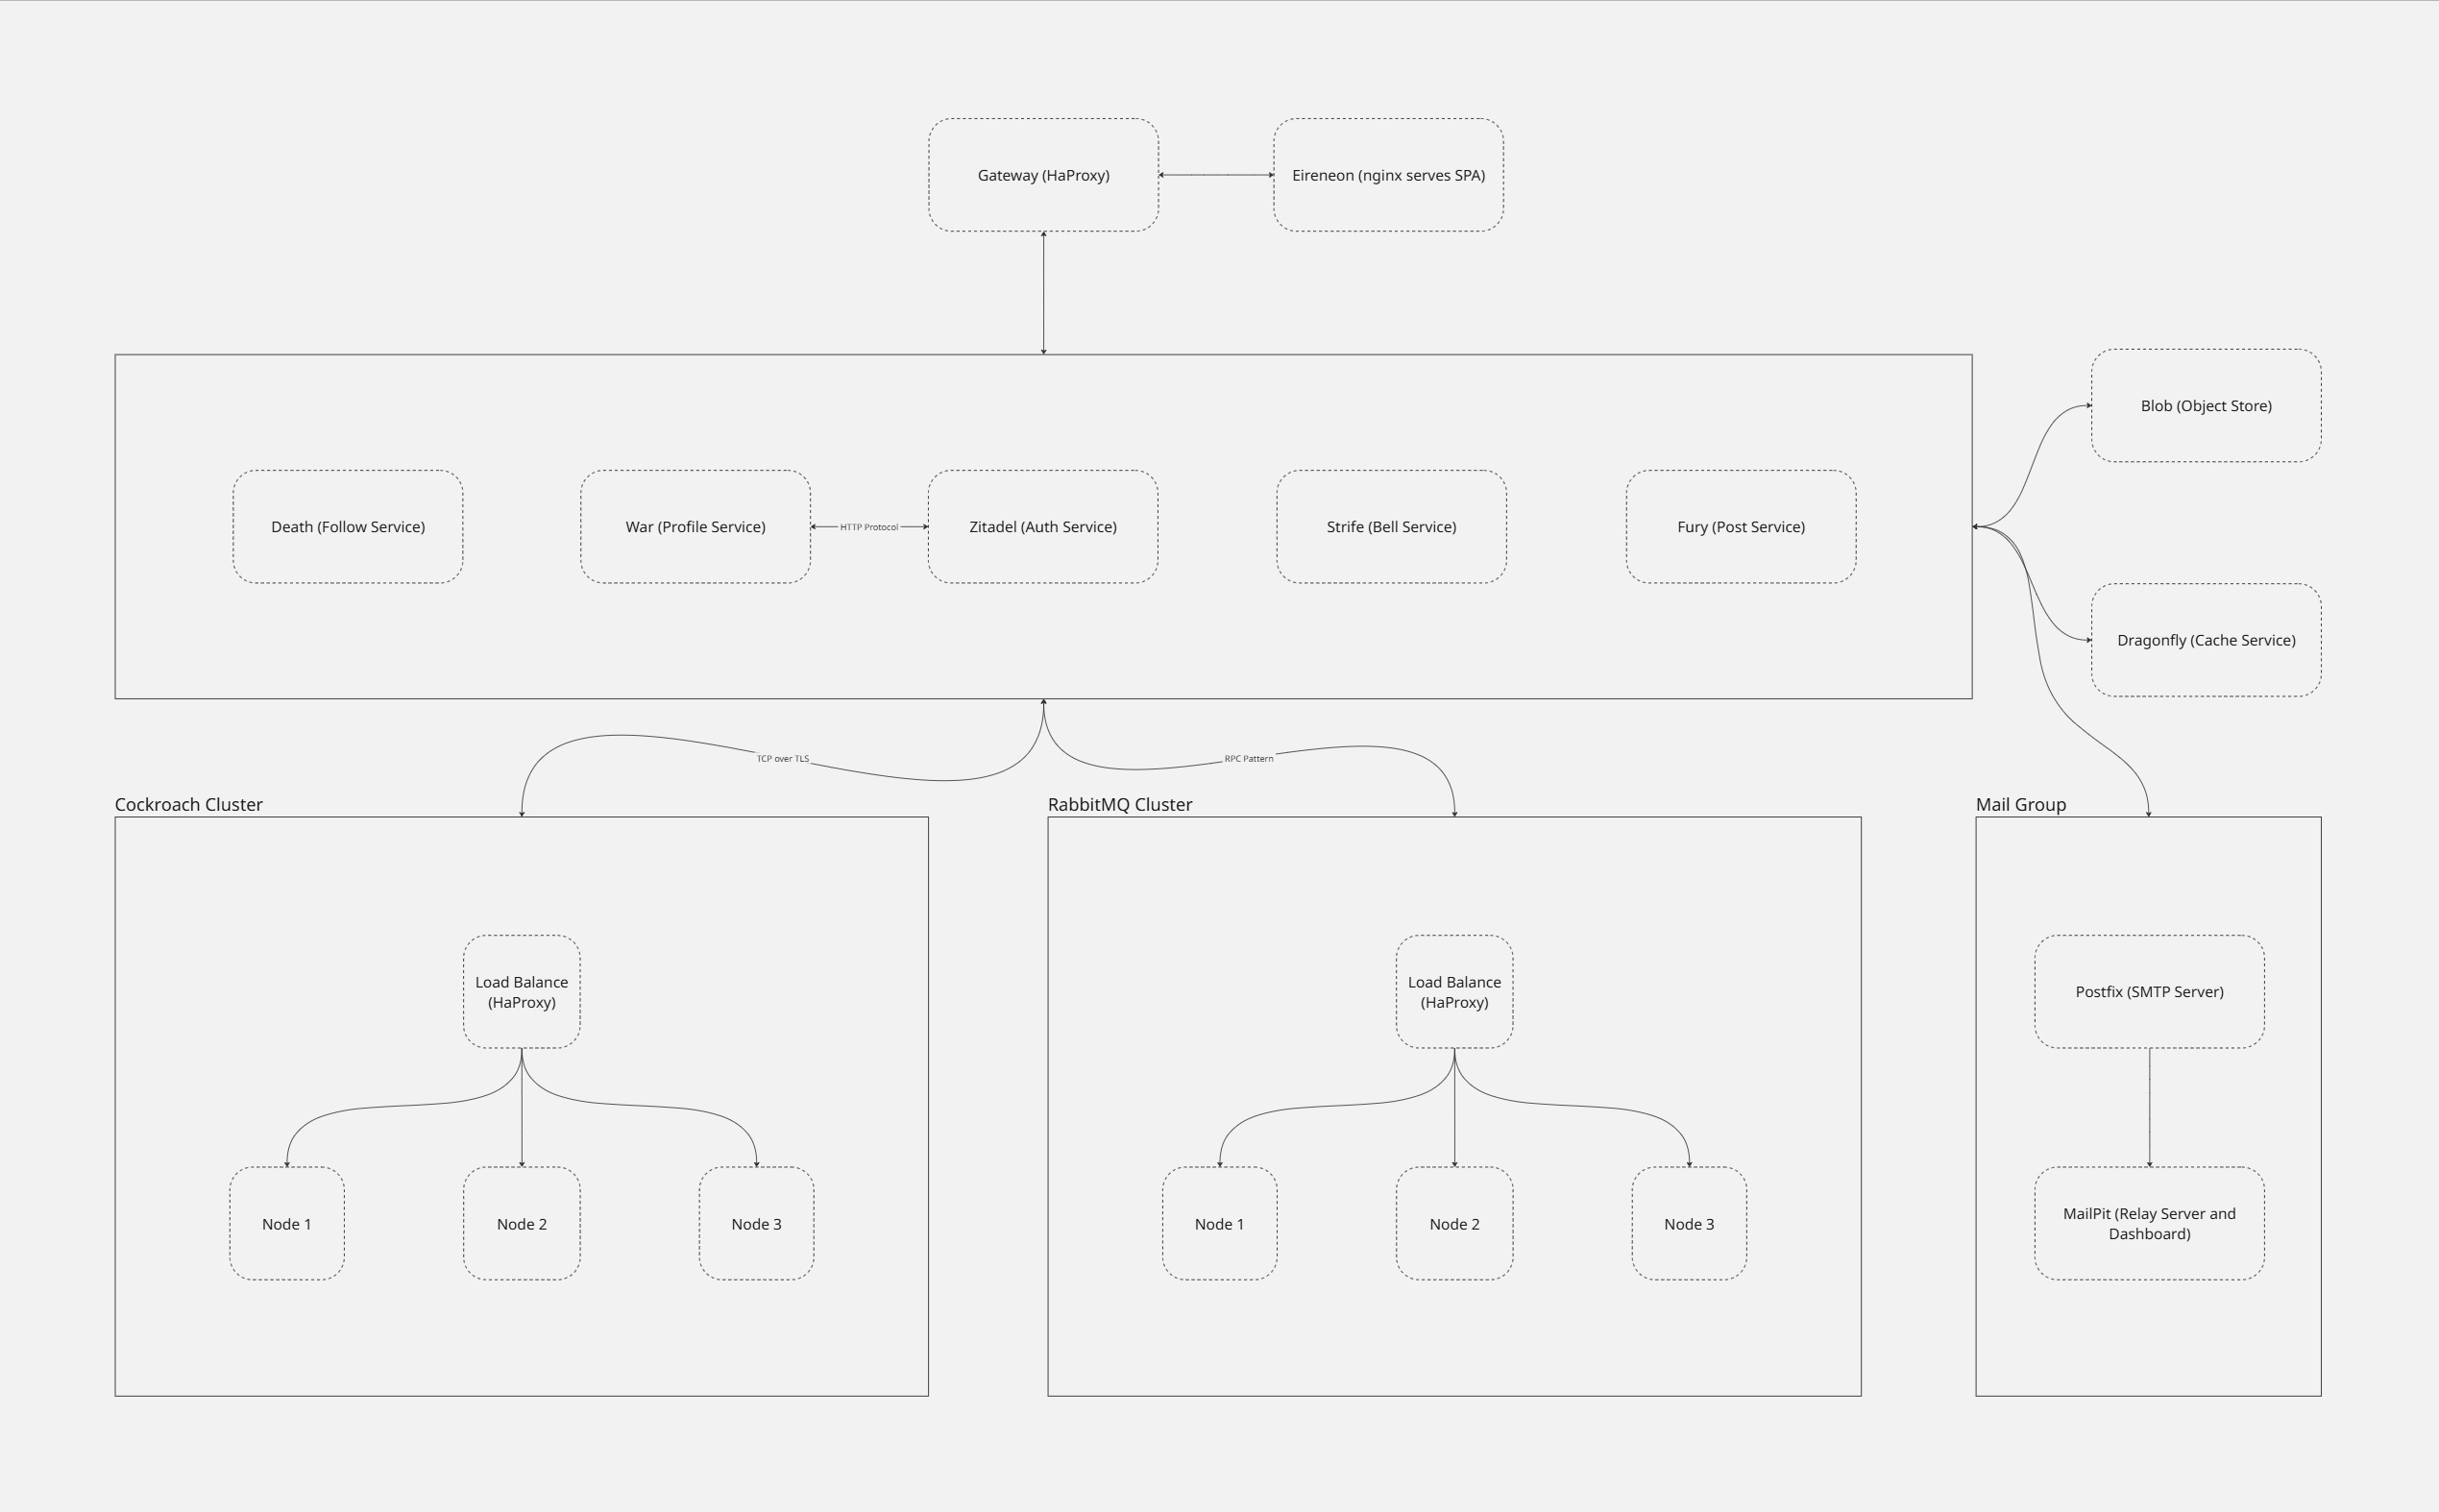 Gateway (HaProxy)
Eireneon (nginx serves SPA)
Blob (Object Store)
Death (Follow Service)
War (Profile Service)
HTTP Protocol
Zitadel (Auth Service)
Strife (Bell Service)
Fury (Post Service)
Dragonfly (Cache Service)
TCP over TLS
RPC Pattern
Cockroach Cluster
Load Balance
(HaProxy)
Node 1
Node 2
Node 3
RabbitMQ Cluster
Load Balance
(HaProxy)
Node 1
Node 2
Node 3
Mail Group
Postfix (SMTP Server)
MailPit (Relay Server and
Dashboard)